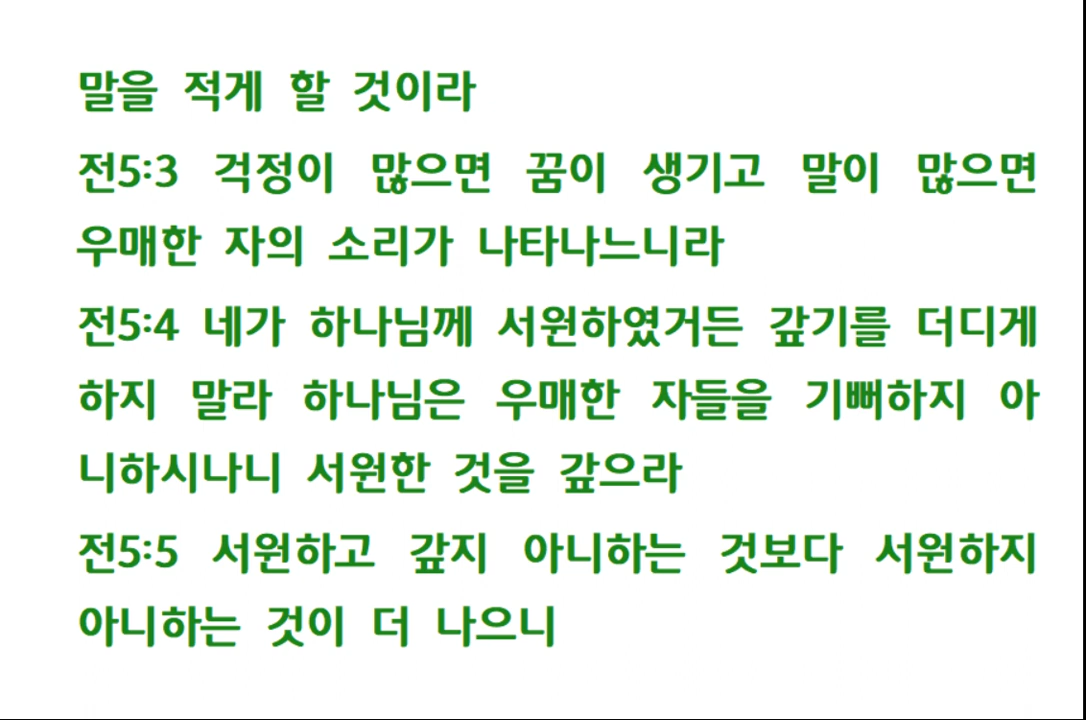 말을 적게 할 것이라
전5:3 걱정이 많으면 꿈이 생기고 말이 많으면
우매한 자의 소리가 나타나느니라
전5:4 네가 하나님께 서원하였거든 갚기를 더디게
하지 말라 하나님은 우매한 자들을 기뻐하지 아
니하시나니 서원한 것을 갚으라
전5:5 서원하고 갚지 아니하는 것보다 서원하지
아니하는 것이 더 나으니